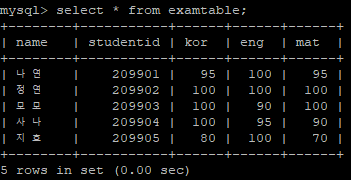 mysql> select * from examtable;
+--------+-----------+------+------+------+
| name | studentid | kor | eng | mat |
+--------+-----------+------+------+------+
| 나연 | 209901 | 95 | 100 | 95 |
| 정연 | 209902 | 100 | 100 | 100 |
| 모모 | 209903 | 100 | 90 | 100 |
| 사나 | 209904 | 100 | 95 | 90 |
| 지효 | 209905 | 80 | 100 | 70 |
+--------+-----------+------+------+------+
5 rows in set (0.00 sec)